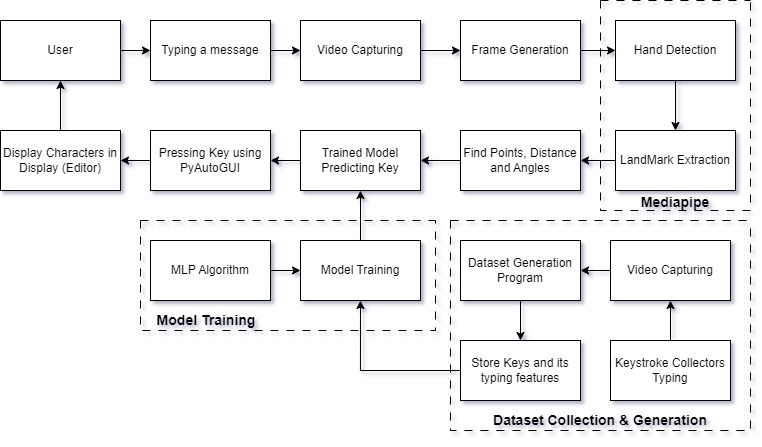 User
Typing a message
Video Capturing
Frame Generation
Hand Detection
Display Characters in
Display (Editor)
Pressing Key using
PyAutoGUI
Trained Model
Predicting Key
Find Points, Distance
and Angles
LandMark Extraction
Mediapipe
MLP Algorithm
Model Training
Model Training
Dataset Generation
Program
Video Capturing
Store Keys and its
typing features
Keystroke Collectors
Typing
Dataset Collection & Generation